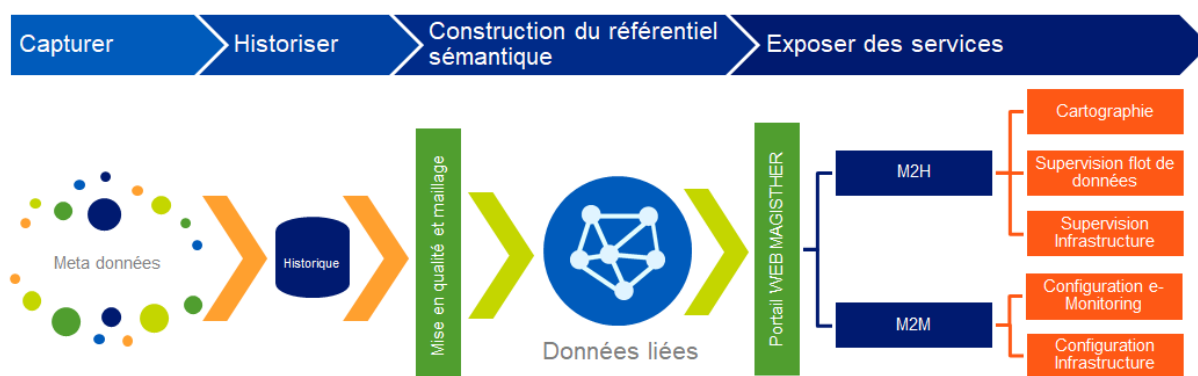 Capturer
Historiser
Construction du référentiel
sémantique
Exposer des services
Meta données
Historique
Mise en qualité et maillage
Données liées
Portail WEB MAGISTHER
M2H
Cartographie
Supervision flot de
données
Supervision
Infrastructure
M2M
Configuration e-
Monitoring
Configuration
Infrastructure